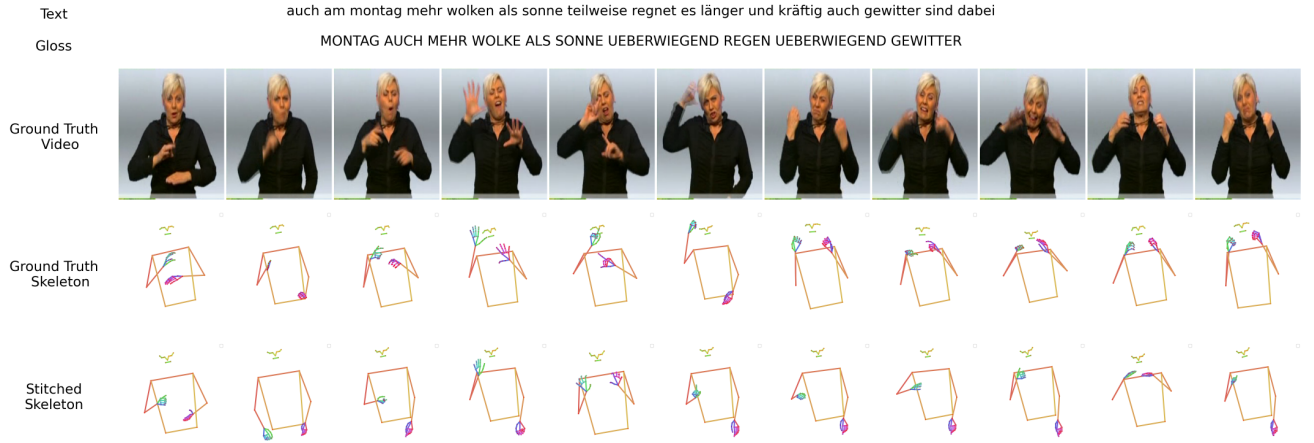 Text
auch am montag mehr wolken als sonne teilweise regnet es länger und kräftig auch gewitter sind dabei
Gloss
MONTAG AUCH MEHR WOLKE ALS SONNE UEBERWIEGEND REGEN UEBERWIEGEND GEWITTER
Ground Truth
Video
Ground Truth
Skeleton
Stitched
Skeleton